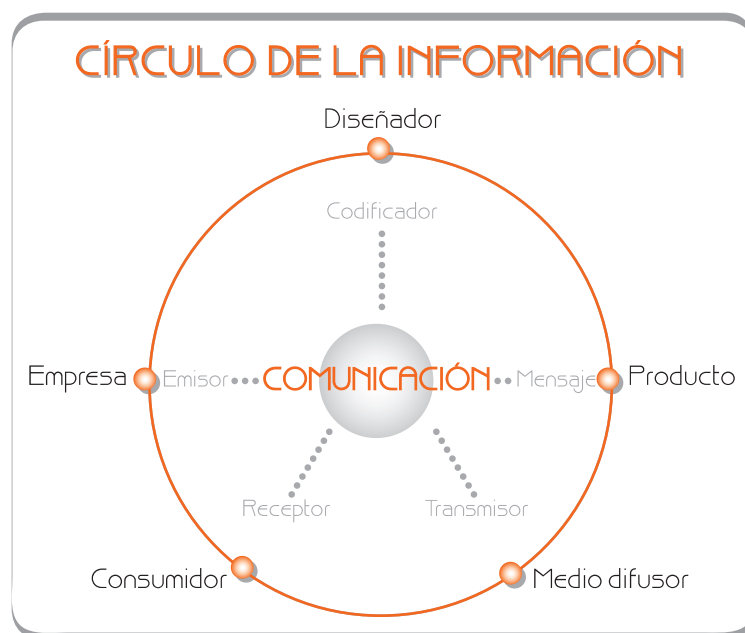 CÍRCULO DE LA INFORMACIÓN
Diseñador
Codificador
Empresa
Emisor
COMUNICACIÓN
Mensaje
Producto
Receptor
Transmisor
Consumidor
Medio difusor